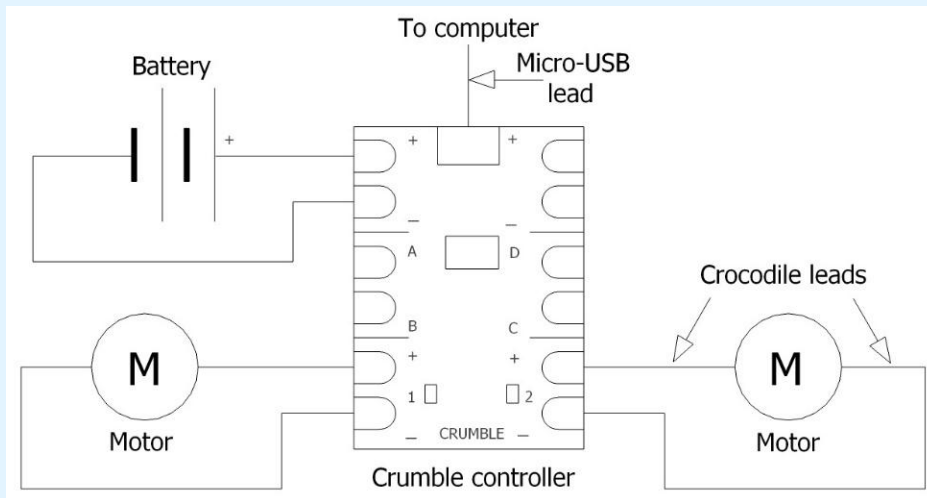 To computer
Micro-USB
lead
Battery
+
+ +
− −
A D
Crocodile leads
B C
M + + M
1 2
− CRUMBLE −
Motor Motor
Crumble controller